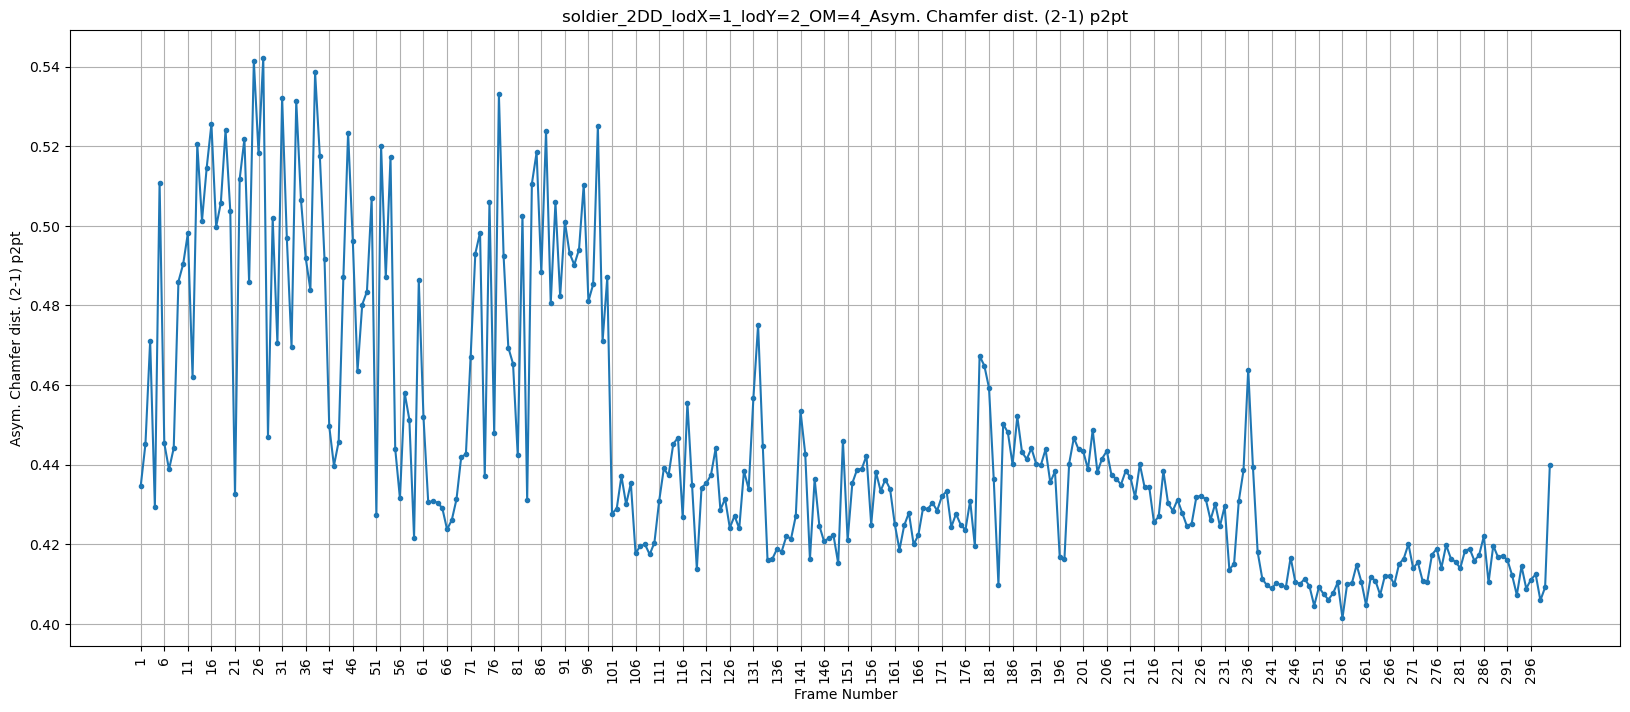 soldier_2DD_lodX=1_lodY=2_OM=4_Asym. Chamfer dist. (2-1) p2pt
Asym. Chamfer dist. (2-1) p2pt
0.54
0.52
0.50
0.48
0.46
0.44
0.42
0.40
1 6 11 16 21 26 31 36 41 46 51 56 61 66 71 76 81 86 91 96 101 106 111 116 121 126 131 136 141 146 151 156 161 166 171 176 181 186 191 196 201 206 211 216 221 226 231 236 241 246 251 256 261 266 271 276 281 286 291 296
Frame Number